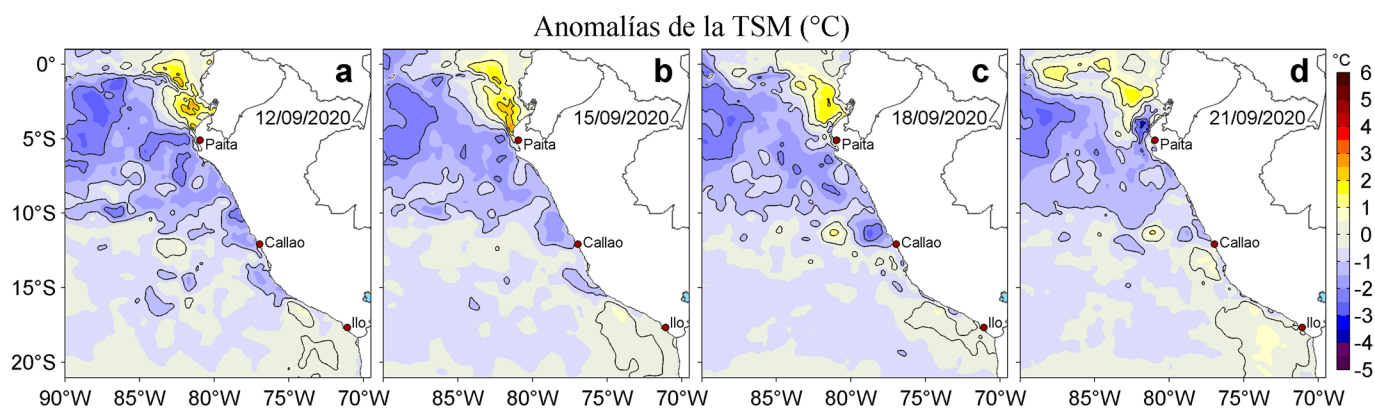 Anomalías de la TSM (°C)
a
b
c
d
12/09/2020
15/09/2020
18/09/2020
21/09/2020
Paita
Callao
Ilo
Paita
Callao
Ilo
Paita
Callao
Ilo
Paita
Callao
Ilo
0°
5°S
10°S
15°S
20°S
90°W 85°W 80°W 75°W 70°W
85°W 80°W 75°W 70°W
85°W 80°W 75°W 70°W
85°W 80°W 75°W 70°W
°C
6
5
4
3
2
1
0
-1
-2
-3
-4
-5